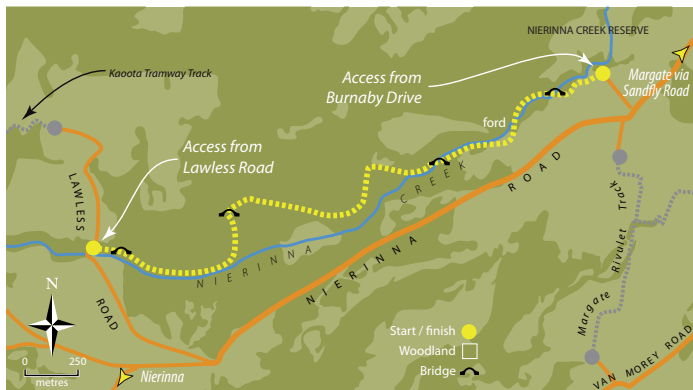 NIERINNA CREEK RESERVE
Kaoota Tramway Track
Access from
Burnaby Drive
Margate via
Sandfly Road
ford
Access from
Lawless Road
LAWLESS
ROAD
CREEK
NIERINNA
ROAD
NIERINNA
Margate Rivulet Track
VAN MOREY ROAD
N
0 250
metres
Nierinna
Start / finish
Woodland
Bridge